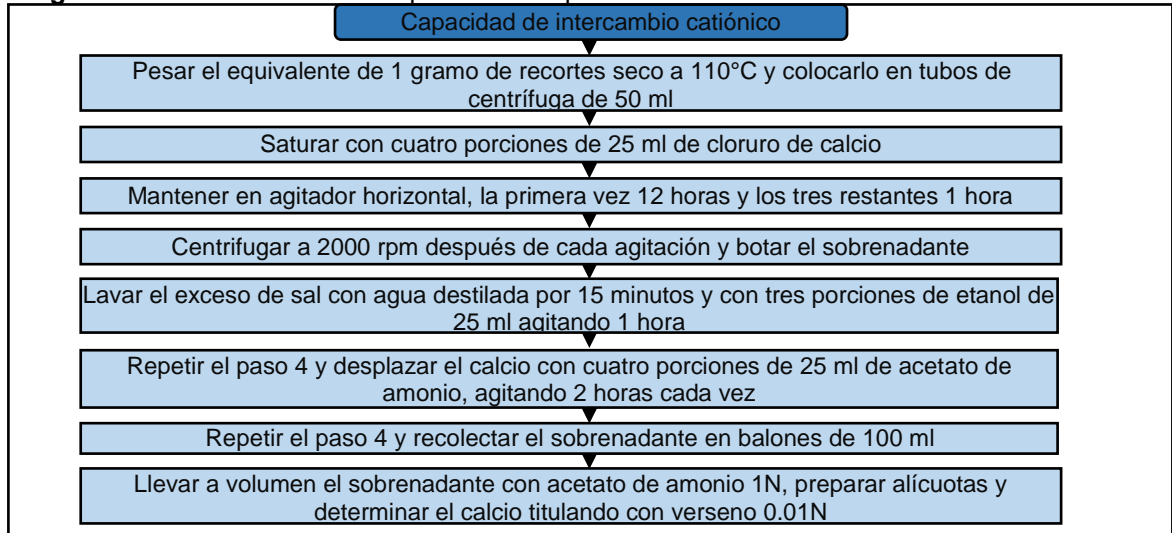 Capacidad de intercambio catiónico
Pesar el equivalente de 1 gramo de recortes seco a 110°C y colocarlo en tubos de
centrífuga de 50 ml
Saturar con cuatro porciones de 25 ml de cloruro de calcio
Mantener en agitador horizontal, la primera vez 12 horas y los tres restantes 1 hora
Centrifugar a 2000 rpm después de cada agitación y botar el sobrenadante
Lavar el exceso de sal con agua destilada por 15 minutos y con tres porciones de etanol de
25 ml agitando 1 hora
Repetir el paso 4 y desplazar el calcio con cuatro porciones de 25 ml de acetato de
amonio, agitando 2 horas cada vez
Repetir el paso 4 y recolectar el sobrenadante en balones de 100 ml
Llevar a volumen el sobrenadante con acetato de amonio 1N, preparar alícuotas y
determinar el calcio titulando con verseno 0.01N